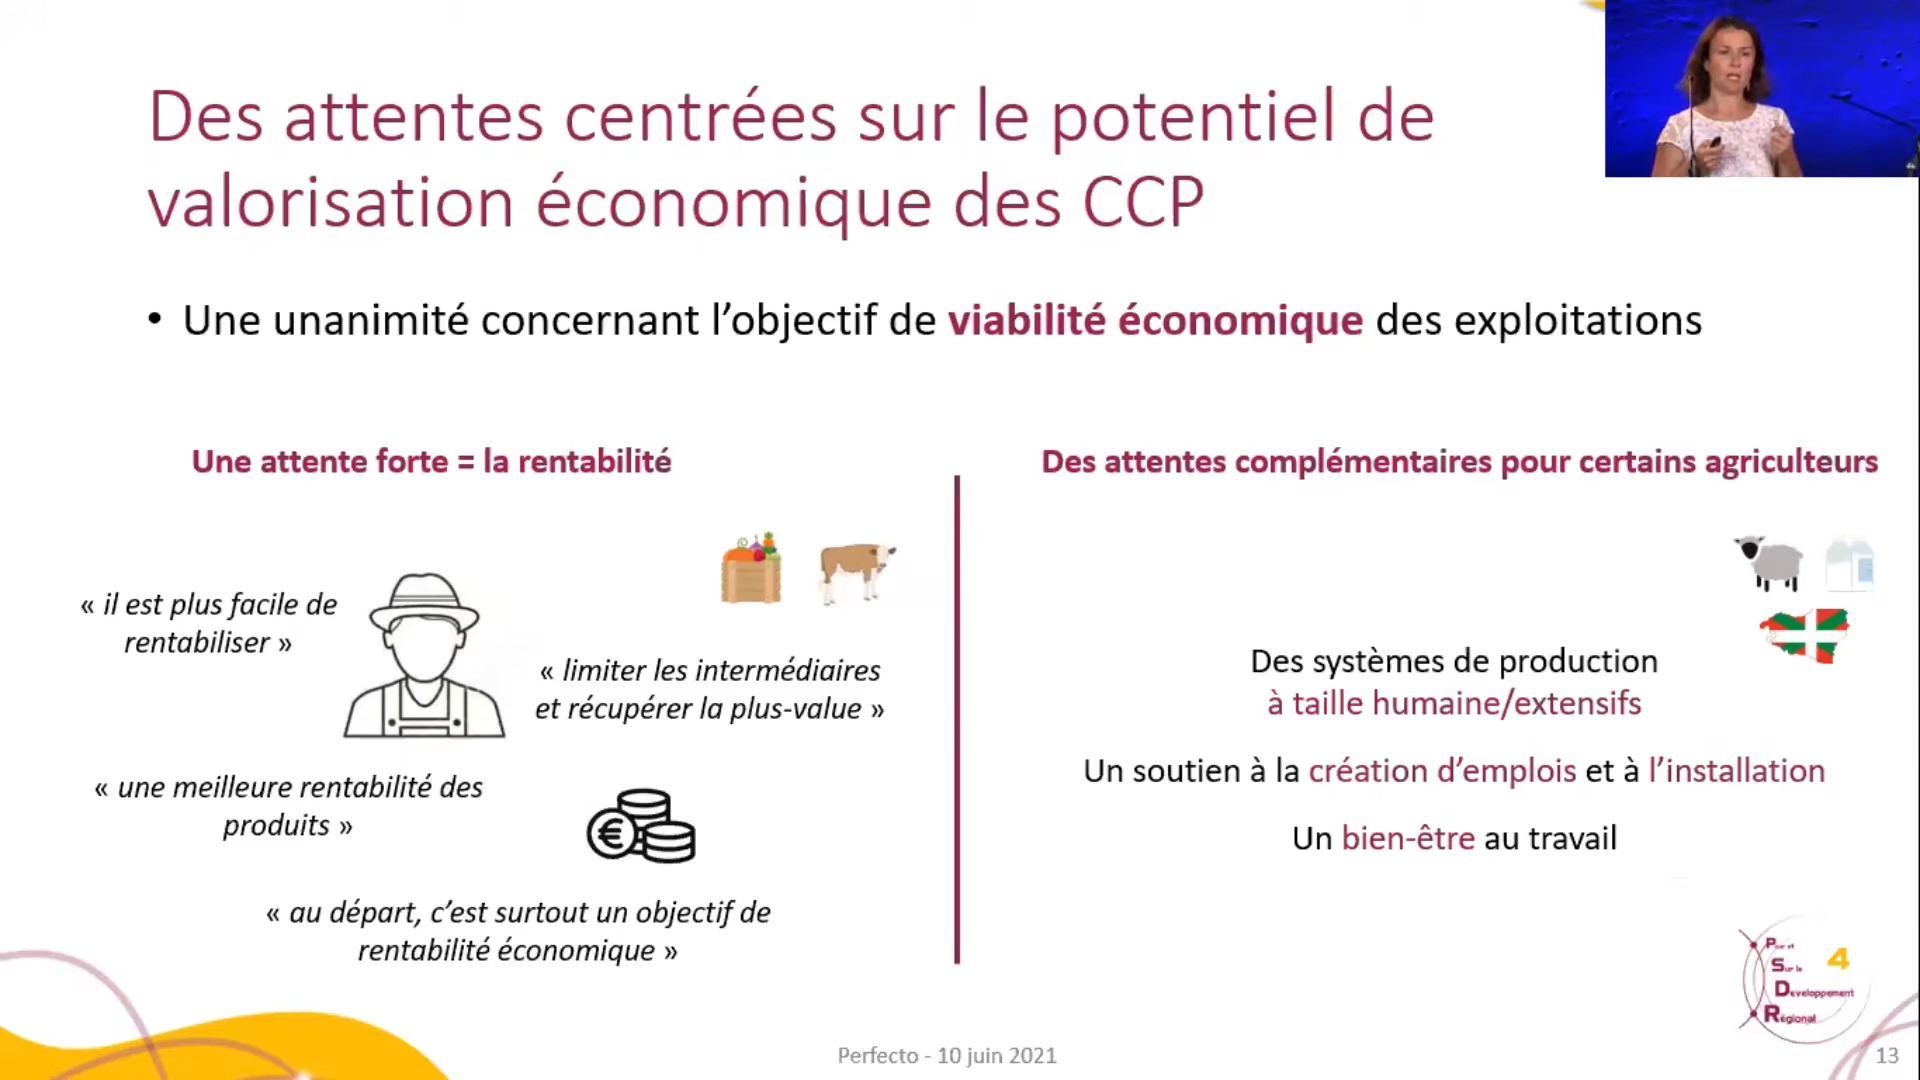 Des attentes centrées sur le potentiel de
valorisation économique des CCP
• Une unanimité concernant l’objectif de viabilité économique des exploitations
Une attente forte = la rentabilité
« il est plus facile de
rentabiliser »
« limiter les intermédiaires
et récupérer la plus-value »
« une meilleure rentabilité des
produits »
€
« au départ, c’est surtout un objectif de
rentabilité économique »
Des attentes complémentaires pour certains agriculteurs
Des systèmes de production
à taille humaine/extensifs
Un soutien à la création d’emplois et à l’installation
Un bien-être au travail
Pour et
Sur le 4
Developpement
Régional
Perfecto - 10 juin 2021
13